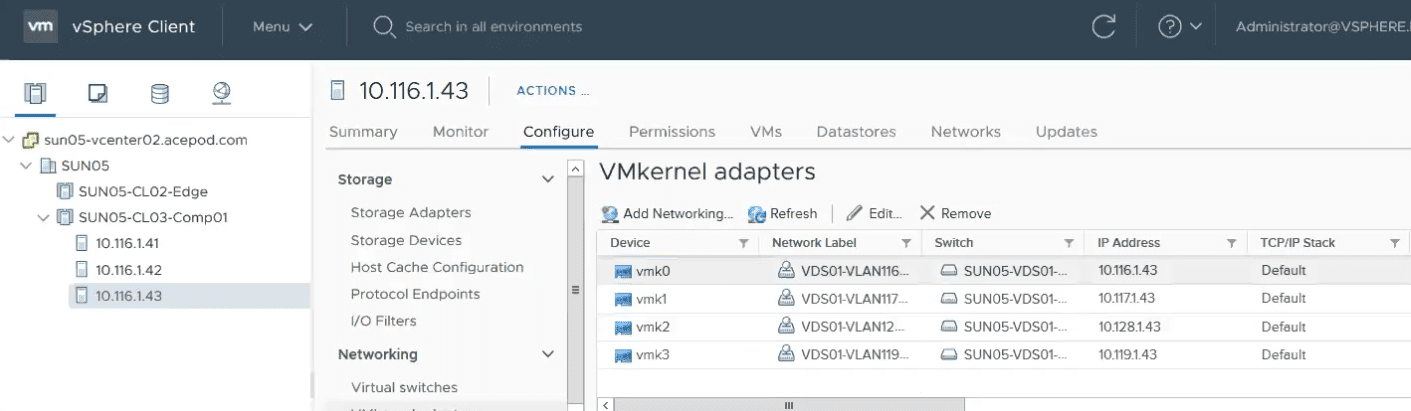 vm vSphere Client Menu Search in all environments Administrator@VSPHERE.
10.116.1.43 ACTIONS ...
Summary Monitor Configure Permissions VMs Datastores Networks Updates
sun05-vcenter02.acepod.com
SUN05
SUN05-CL02-Edge
SUN05-CL03-Comp01
10.116.1.41
10.116.1.42
10.116.1.43
Storage
Storage Adapters
Storage Devices
Host Cache Configuration
Protocol Endpoints
I/O Filters
Networking
Virtual switches
VMkernel adapters
Add Networking... Refresh Edit... Remove
Device Network Label Switch IP Address TCP/IP Stack
vmk0 VDS01-VLAN116... SUN05-VDS01-... 10.116.1.43 Default
vmk1 VDS01-VLAN117... SUN05-VDS01-... 10.117.1.43 Default
vmk2 VDS01-VLAN12... SUN05-VDS01-... 10.128.1.43 Default
vmk3 VDS01-VLAN119... SUN05-VDS01-... 10.119.1.43 Default